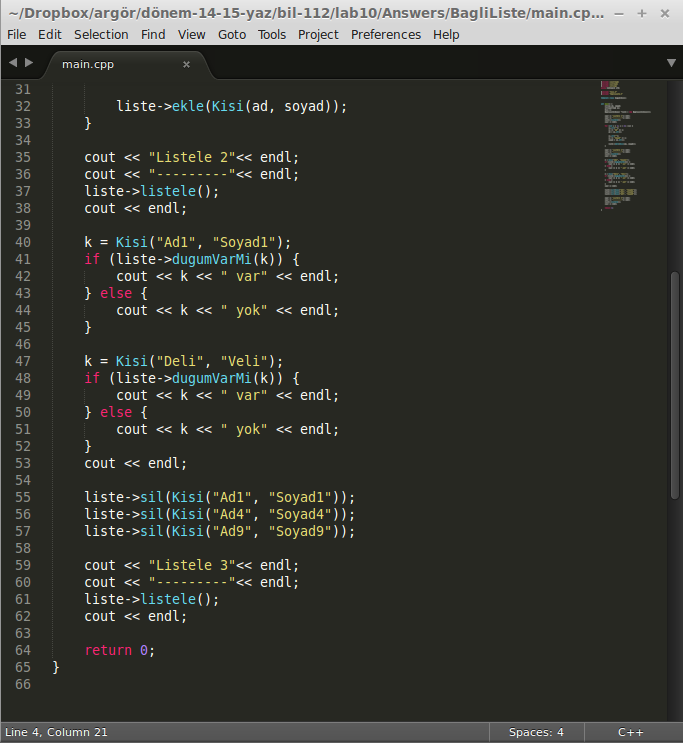 ~/Dropbox/argör/dönem-14-15-yaz/bil-112/lab10/Answers/BagliListe/main.cp...
File Edit Selection Find View Goto Tools Project Preferences Help
main.cpp
31
32 liste->ekle(Kisi(ad, soyad));
33 }
34
35 cout << "Listele 2"<< endl;
36 cout << "---------"<< endl;
37 liste->listele();
38 cout << endl;
39
40 k = Kisi("Ad1", "Soyad1");
41 if (liste->dugumVarMi(k)) {
42 cout << k << " var" << endl;
43 } else {
44 cout << k << " yok" << endl;
45 }
46
47 k = Kisi("Deli", "Veli");
48 if (liste->dugumVarMi(k)) {
49 cout << k << " var" << endl;
50 } else {
51 cout << k << " yok" << endl;
52 }
53 cout << endl;
54
55 liste->sil(Kisi("Ad1", "Soyad1"));
56 liste->sil(Kisi("Ad4", "Soyad4"));
57 liste->sil(Kisi("Ad9", "Soyad9"));
58
59 cout << "Listele 3"<< endl;
60 cout << "---------"<< endl;
61 liste->listele();
62 cout << endl;
63
64 return 0;
65 }
66
Line 4, Column 21 Spaces: 4 C++